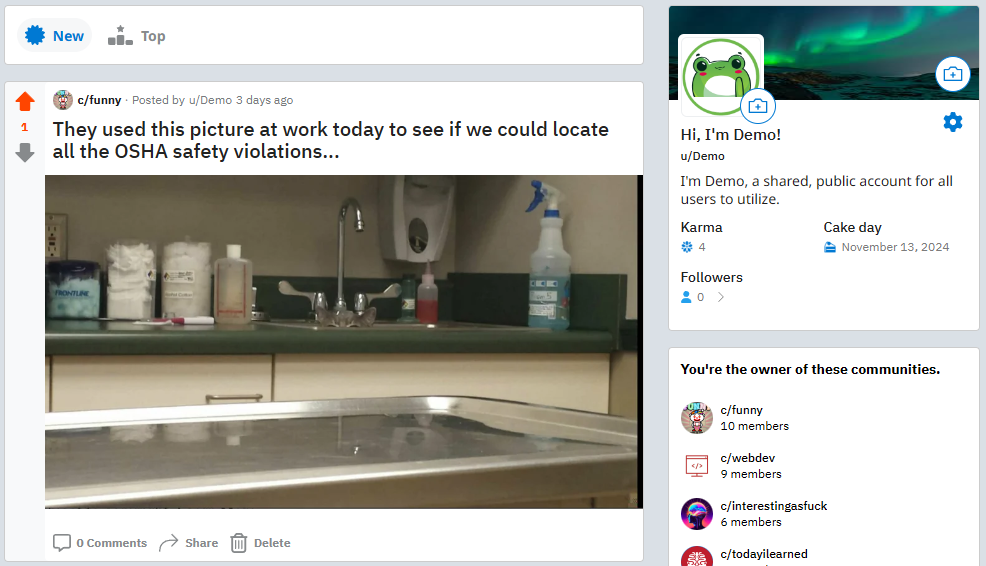 New
Top
c/funny · Posted by u/Demo 3 days ago
1
They used this picture at work today to see if we could locate
all the OSHA safety violations...
FRONTLINE
0 Comments
Share
Delete
Hi, I'm Demo!
u/Demo
I'm Demo, a shared, public account for all
users to utilize.
Karma
Cake day
4
November 13, 2024
Followers
0
You're the owner of these communities.
c/funny
10 members
c/webdev
9 members
c/interestingasfuck
6 members
c/todayilearned